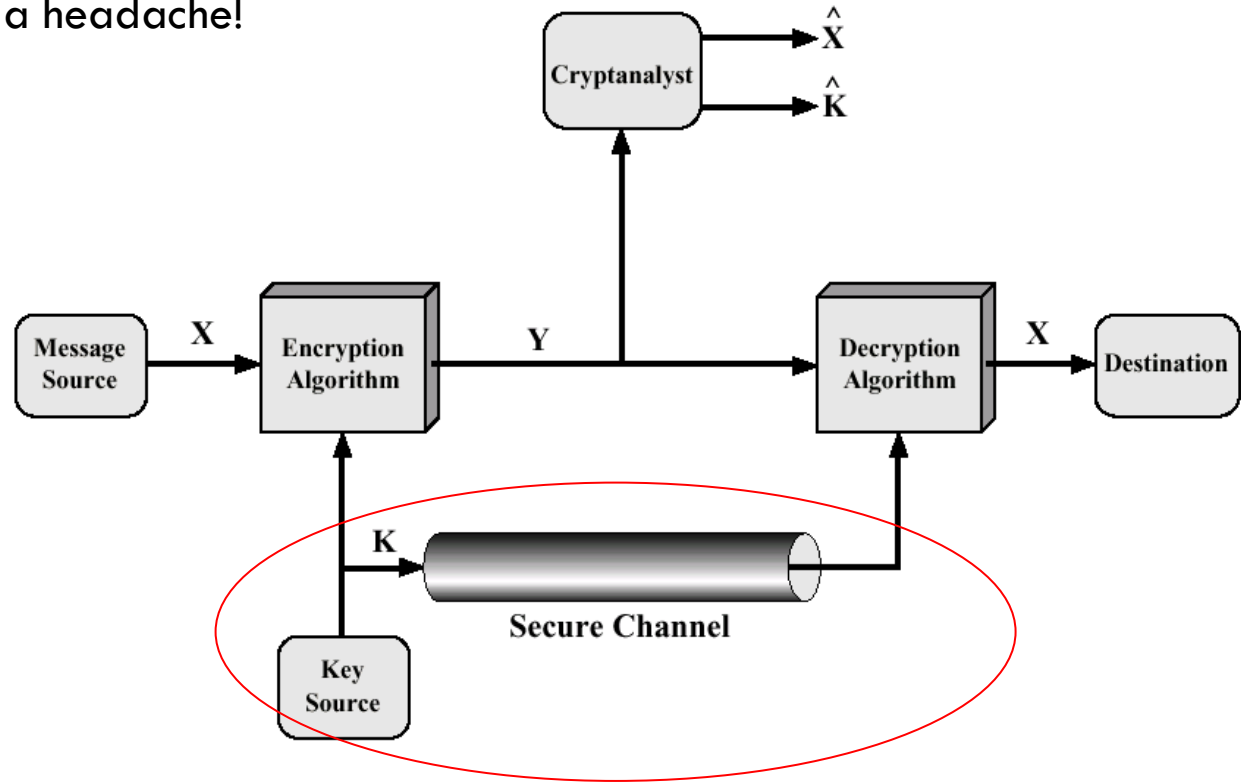 a headache!
X̂
Cryptanalyst
K̂
Message
Source
X
Encryption
Algorithm
Y
Decryption
Algorithm
X
Destination
K
Secure Channel
Key
Source